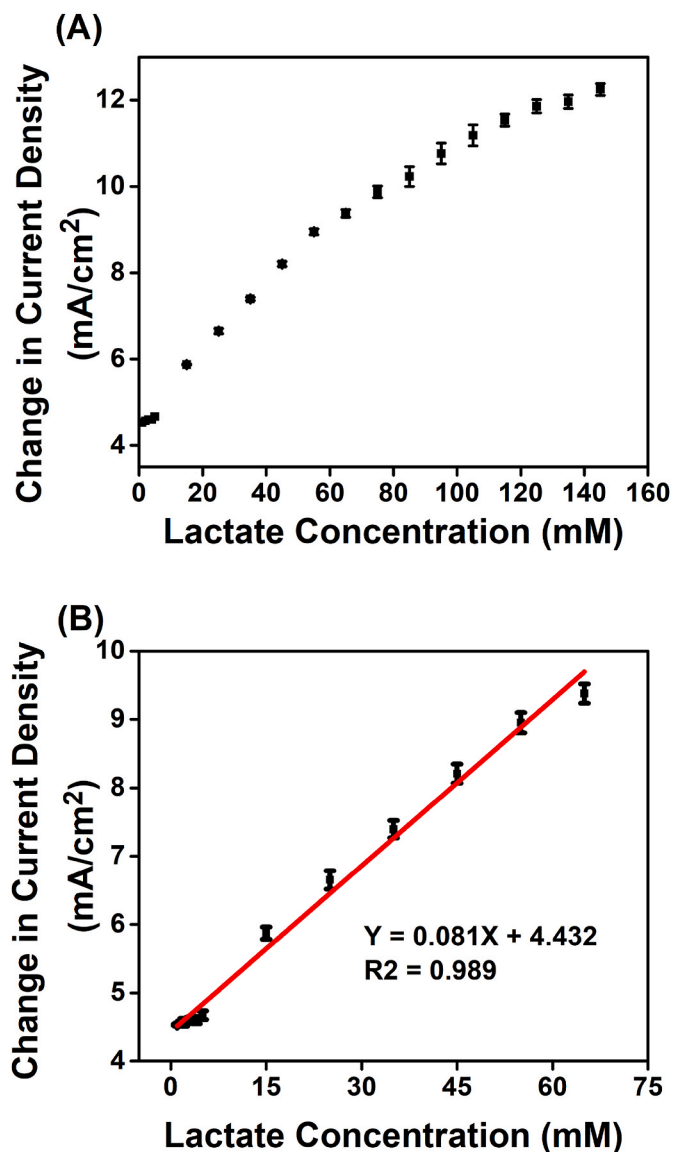 (A)
Change in Current Density
(mA/cm²)
12
10
8
6
4
0 20 40 60 80 100 120 140 160
Lactate Concentration (mM)
(B)
Change in Current Density
(mA/cm²)
10
9
8
7
6
5
4
Y = 0.081X + 4.432
R2 = 0.989
0 15 30 45 60 75
Lactate Concentration (mM)